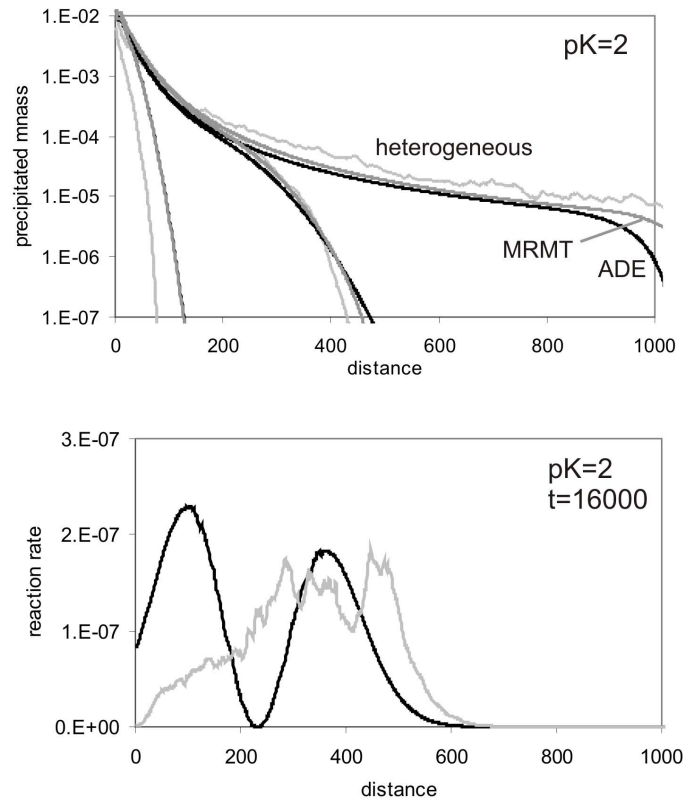 1.E-02
1.E-03
1.E-04
1.E-05
1.E-06
1.E-07
precipitated mnass
pK=2
heterogeneous
MRMT
ADE
0 200 400 600 800 1000
distance
3.E-07
2.E-07
1.E-07
0.E+00
reaction rate
pK=2
t=16000
0 200 400 600 800 1000
distance